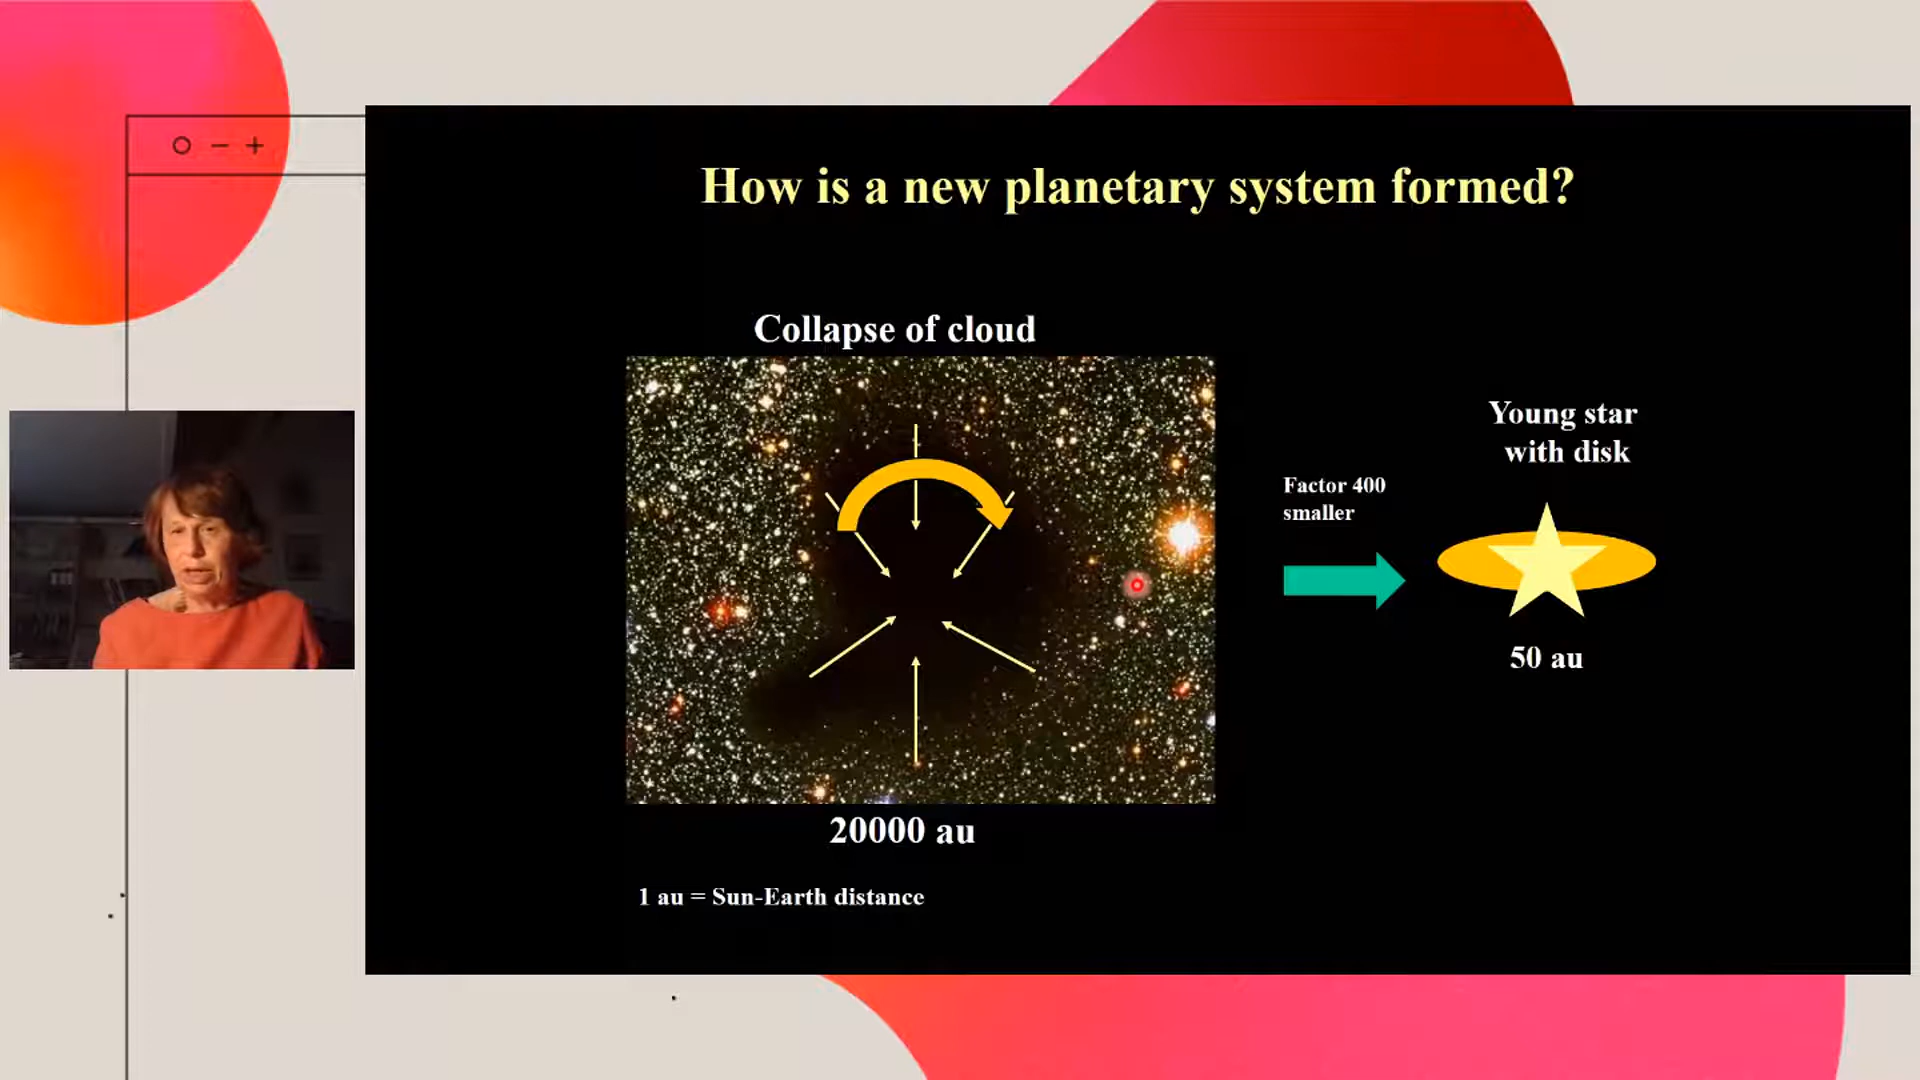 How is a new planetary system formed?
Collapse of cloud
Young star
with disk
Factor 400
smaller
50 au
20000 au
1 au = Sun-Earth distance